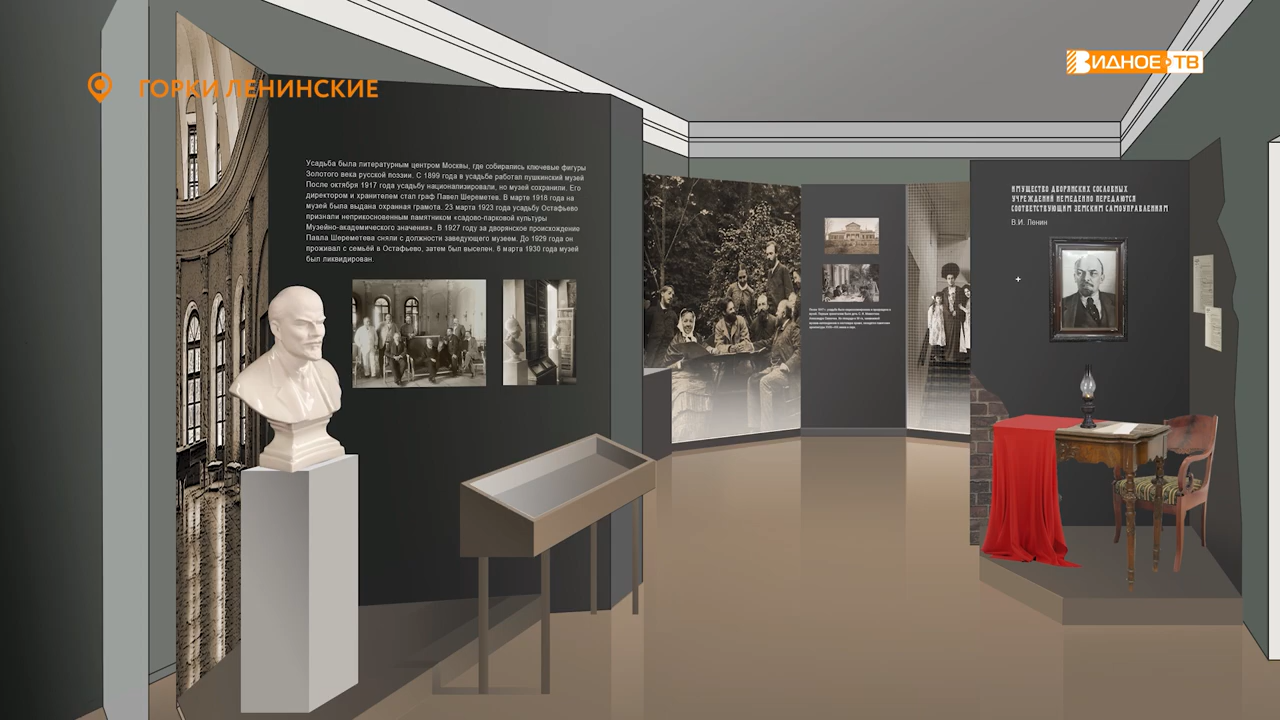 ГОРКИ ЛЕНИНСКИЕ
ВИДНОЕ ТВ
Усадьба была литературным центром Москвы, где собирались ключевые фигуры
Золотого века русской поэзии. С 1899 года в усадьбе работал пушкинский музей
После октября 1917 года усадьбу национализировали, но музей сохранили. Его
директором и хранителем стал граф Павел Шереметев. В марте 1918 года на
музей была выдана охранная грамота. 23 марта 1923 года усадьбу Остафьево
признали неприкосновенным памятником «садово-парковой культуры
Музейно-академического значения». В 1927 году за дворянское происхождение
Павла Шереметева сняли с должности заведующего музеем. До 1929 года он
проживал с семьёй в Остафьево, затем был выселен. 6 марта 1930 года музей
был ликвидирован.
ИМУЩЕСТВО ДВОРЯНСКИХ СОСЛОВНЫХ
УЧРЕЖДЕНИЙ НЕМЕДЕННО ПЕРЕДАЮТСЯ
СООТВЕТСТВУЮЩИМ ЗЕМСКИМ САМОУПРАВЛЕНИЯМ
В.И. Ленин